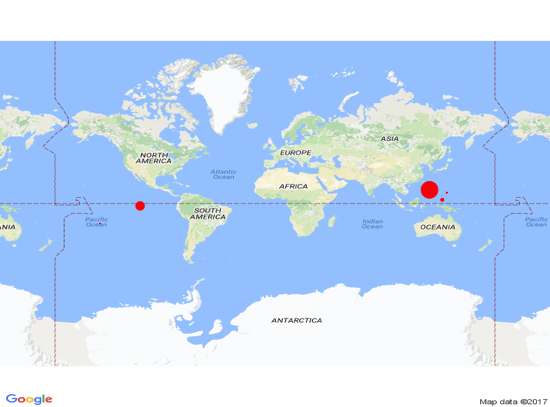 ASIA
NORTH
AMERICA
EUROPE
Atlantic
Ocean
AFRICA
SOUTH
AMERICA
Pacific
Ocean
Indian
Ocean
OCEANIA
Pacific
Ocean
ANIA
ANTARCTICA
Google
Map data ©2017